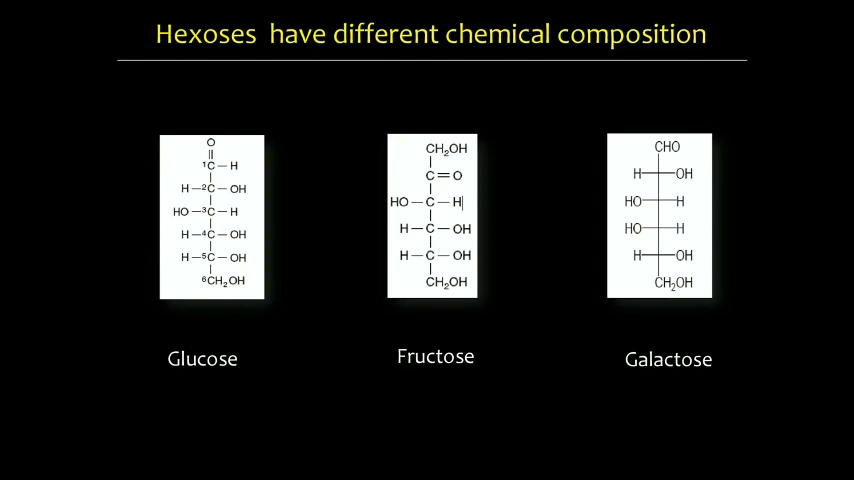 Hexoses have different chemical composition
O
¹C — H
H —²C — OH
HO —³C — H
H —⁴C — OH
H —⁵C — OH
⁶CH₂OH
CH₂OH
C=O
HO — C — H
H — C — OH
H — C — OH
CH₂OH
CHO
H OH
HO H
HO H
H OH
CH₂OH
Glucose
Fructose
Galactose